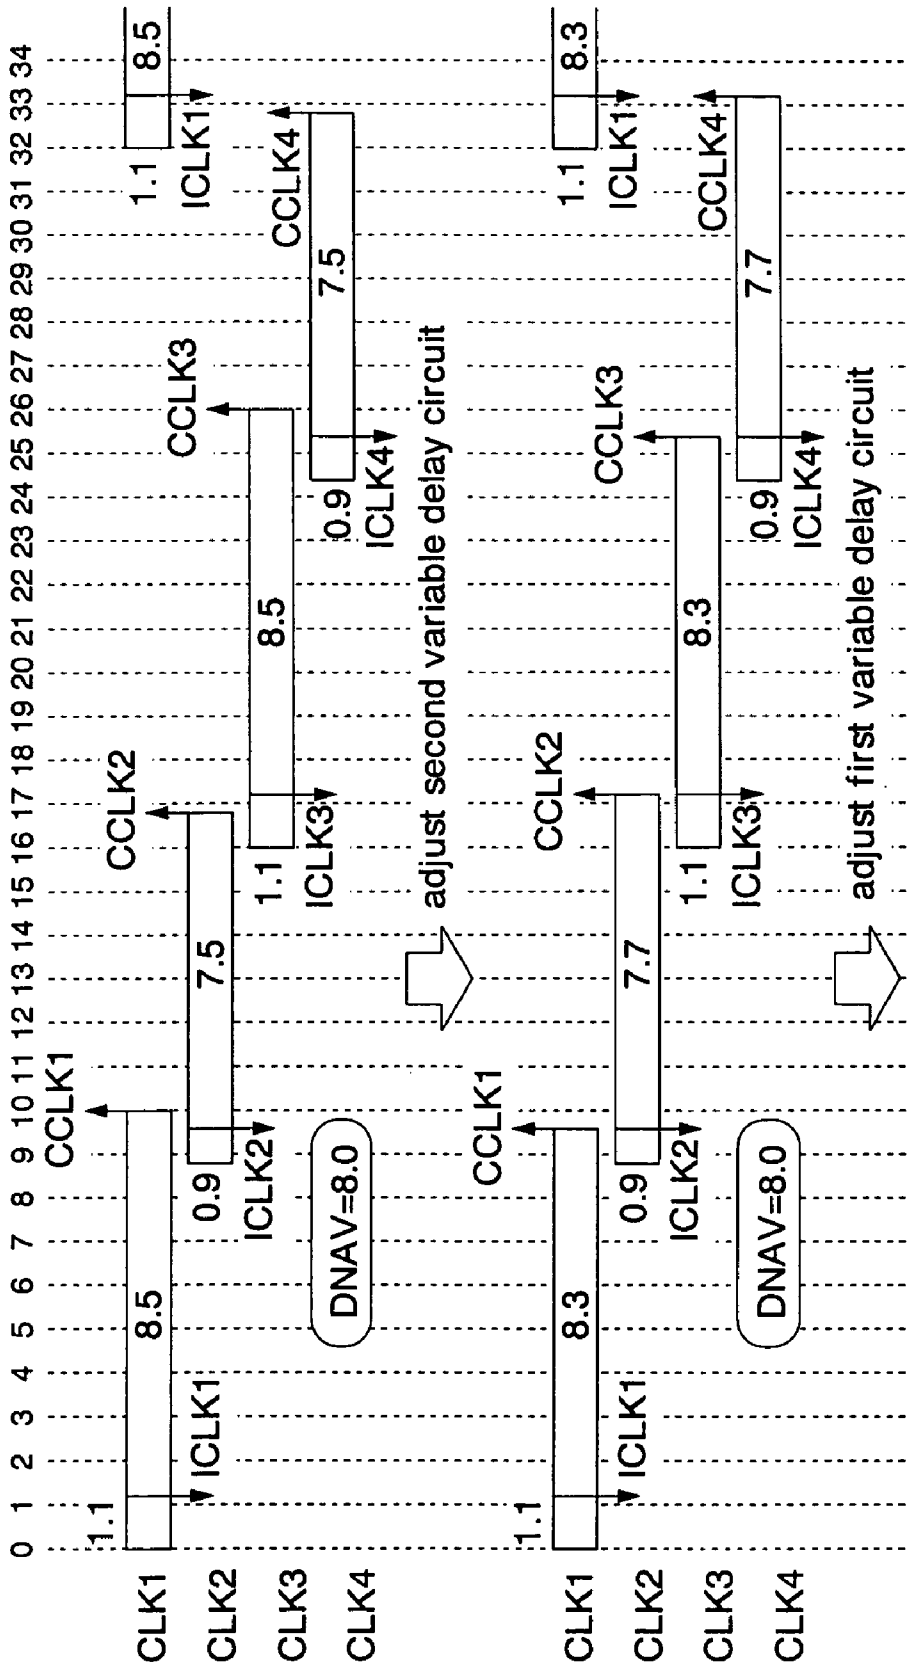 0 1 2 3 4 5 6 7 8 9 10 11 12 13 14 15 16 17 18 19 20 21 22 23 24 25 26 27 28 29 30 31 32 33 34
CCLK1
CCLK2
CCLK3
CLK1
1.1
8.5
1.1
8.5
ICLK1
ICLK1
CCLK4
CLK2
0.9
7.5
ICLK2
CLK3
1.1
8.5
ICLK3
CLK4
DNAV=8.0
0.9
7.5
ICLK4
adjust second variable delay circuit
CCLK1
CCLK2
CCLK3
CLK1
1.1
8.3
1.1
8.3
ICLK1
ICLK1
CCLK4
CLK2
0.9
7.7
ICLK2
CLK3
1.1
8.3
ICLK3
CLK4
DNAV=8.0
0.9
7.7
ICLK4
adjust first variable delay circuit